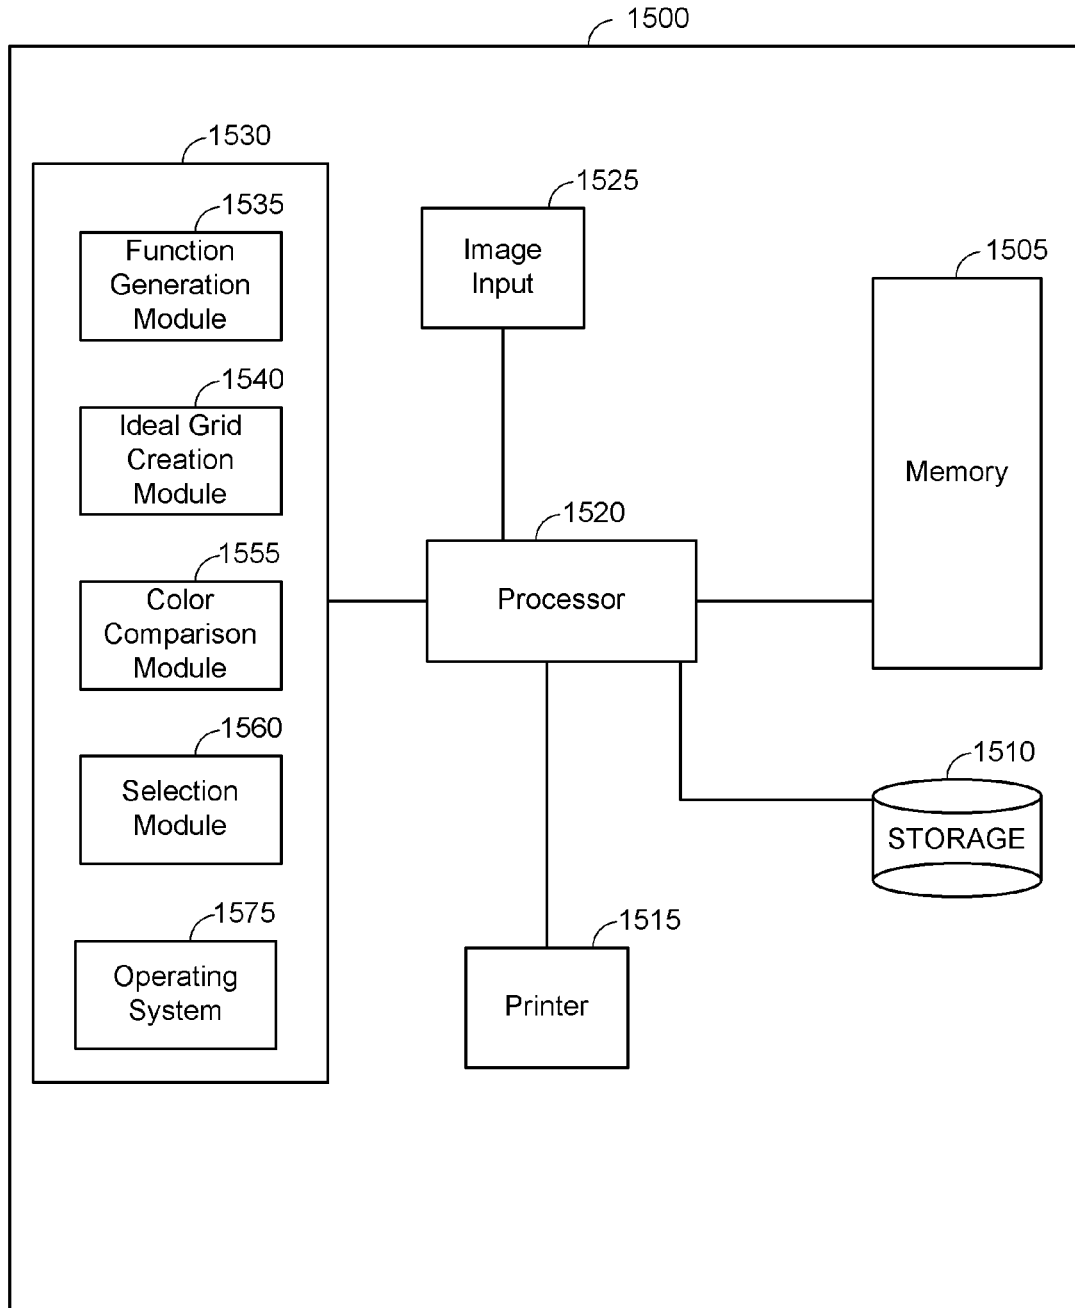 1500
1530
1535
Function
Generation
Module
1540
Ideal Grid
Creation
Module
1555
Color
Comparison
Module
1560
Selection
Module
1575
Operating
System
1525
Image
Input
1520
Processor
1515
Printer
1505
Memory
1510
STORAGE